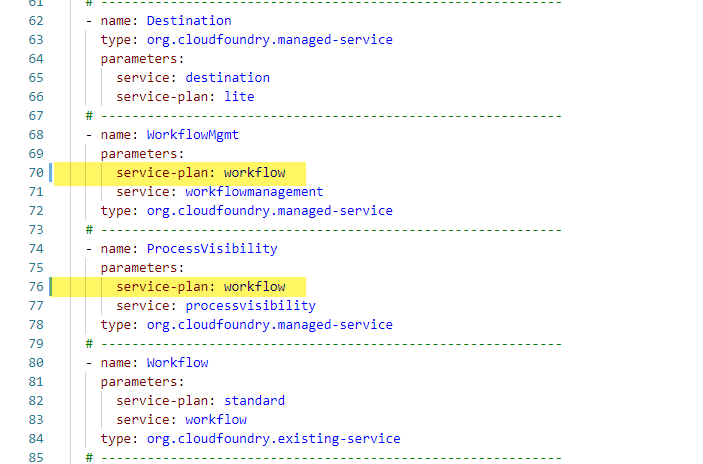 61 # ------------------------------------------------------------
62 - name: Destination
63 type: org.cloudfoundry.managed-service
64 parameters:
65 service: destination
66 service-plan: lite
67 # ------------------------------------------------------------
68 - name: WorkflowMgmt
69 parameters:
70 service-plan: workflow
71 service: workflowmanagement
72 type: org.cloudfoundry.managed-service
73 # ------------------------------------------------------------
74 - name: ProcessVisibility
75 parameters:
76 service-plan: workflow
77 service: processvisibility
78 type: org.cloudfoundry.managed-service
79 # ------------------------------------------------------------
80 - name: Workflow
81 parameters:
82 service-plan: standard
83 service: workflow
84 type: org.cloudfoundry.existing-service
85 # ------------------------------------------------------------